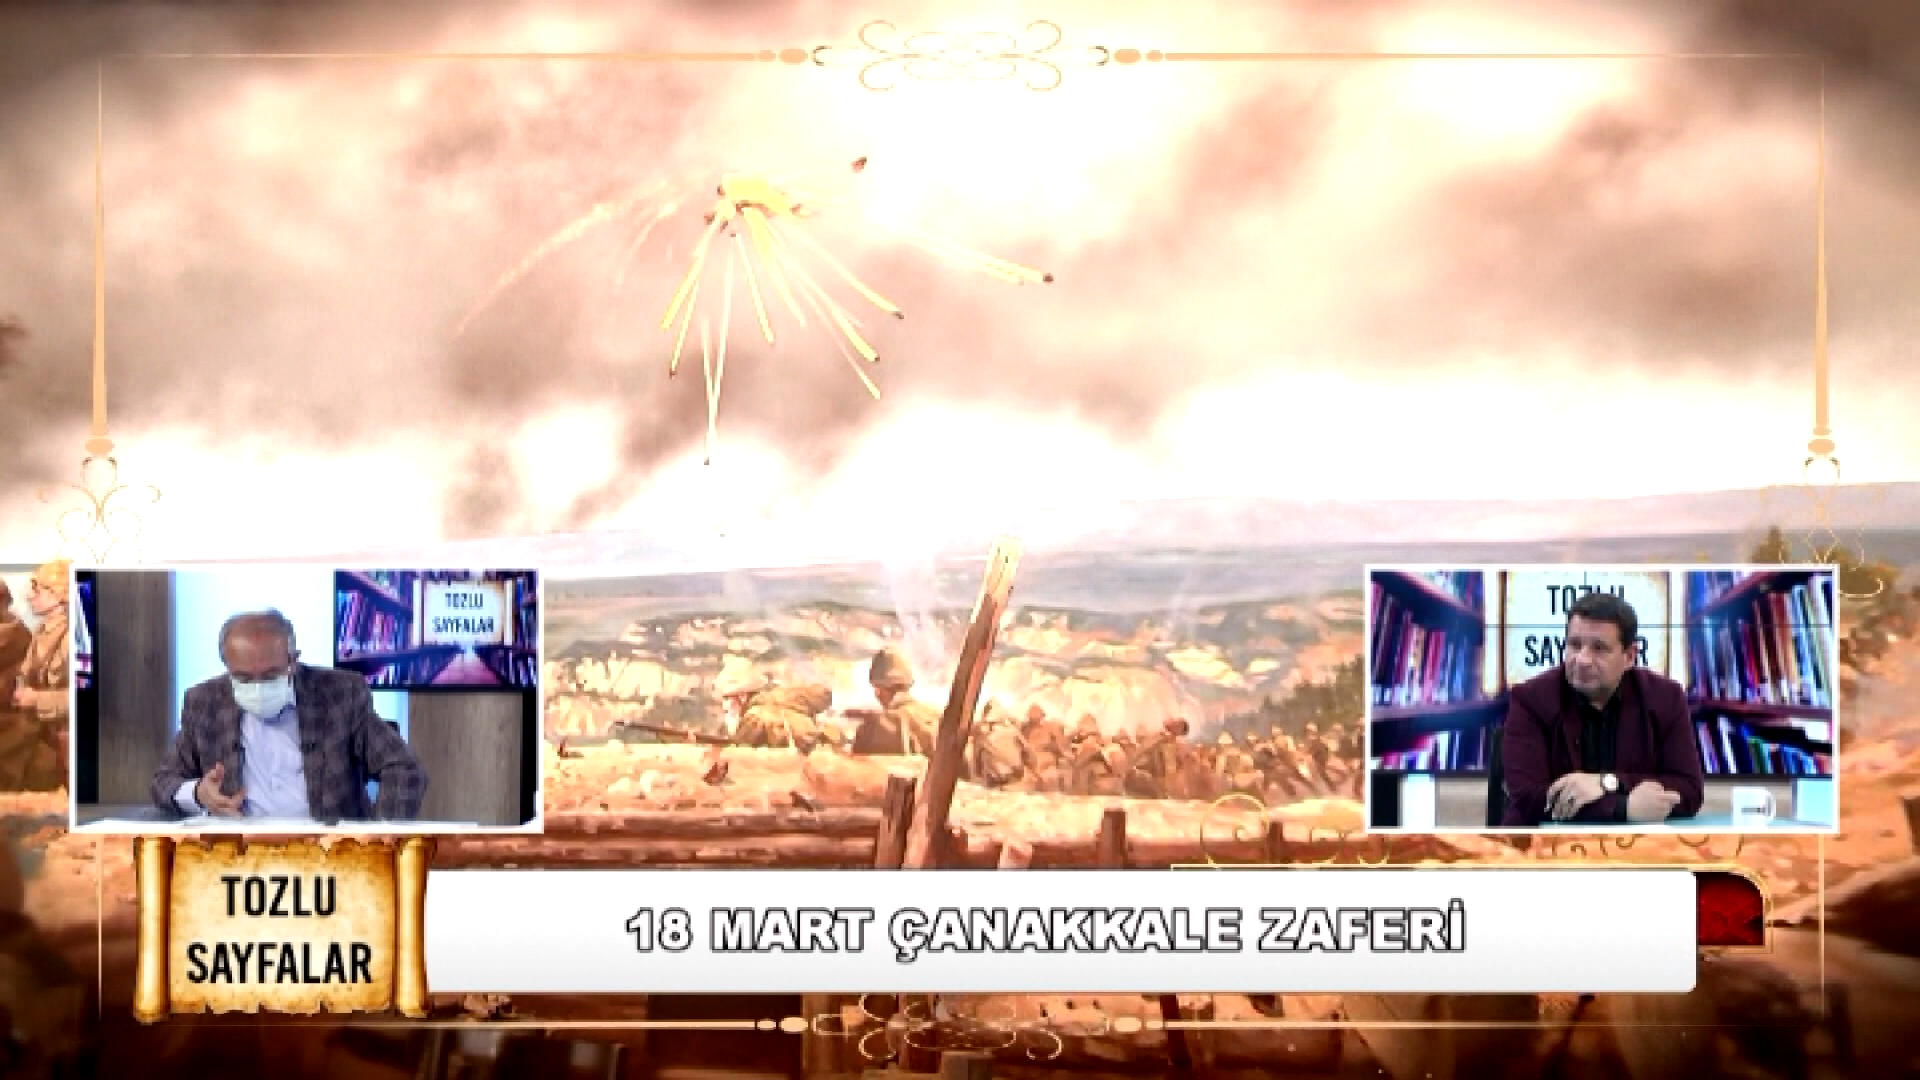 TOZLU
SAYFALAR
TOZLU
SAYFALAR
TOZLU
SAYFALAR
18 MART ÇANAKKALE ZAFERİ